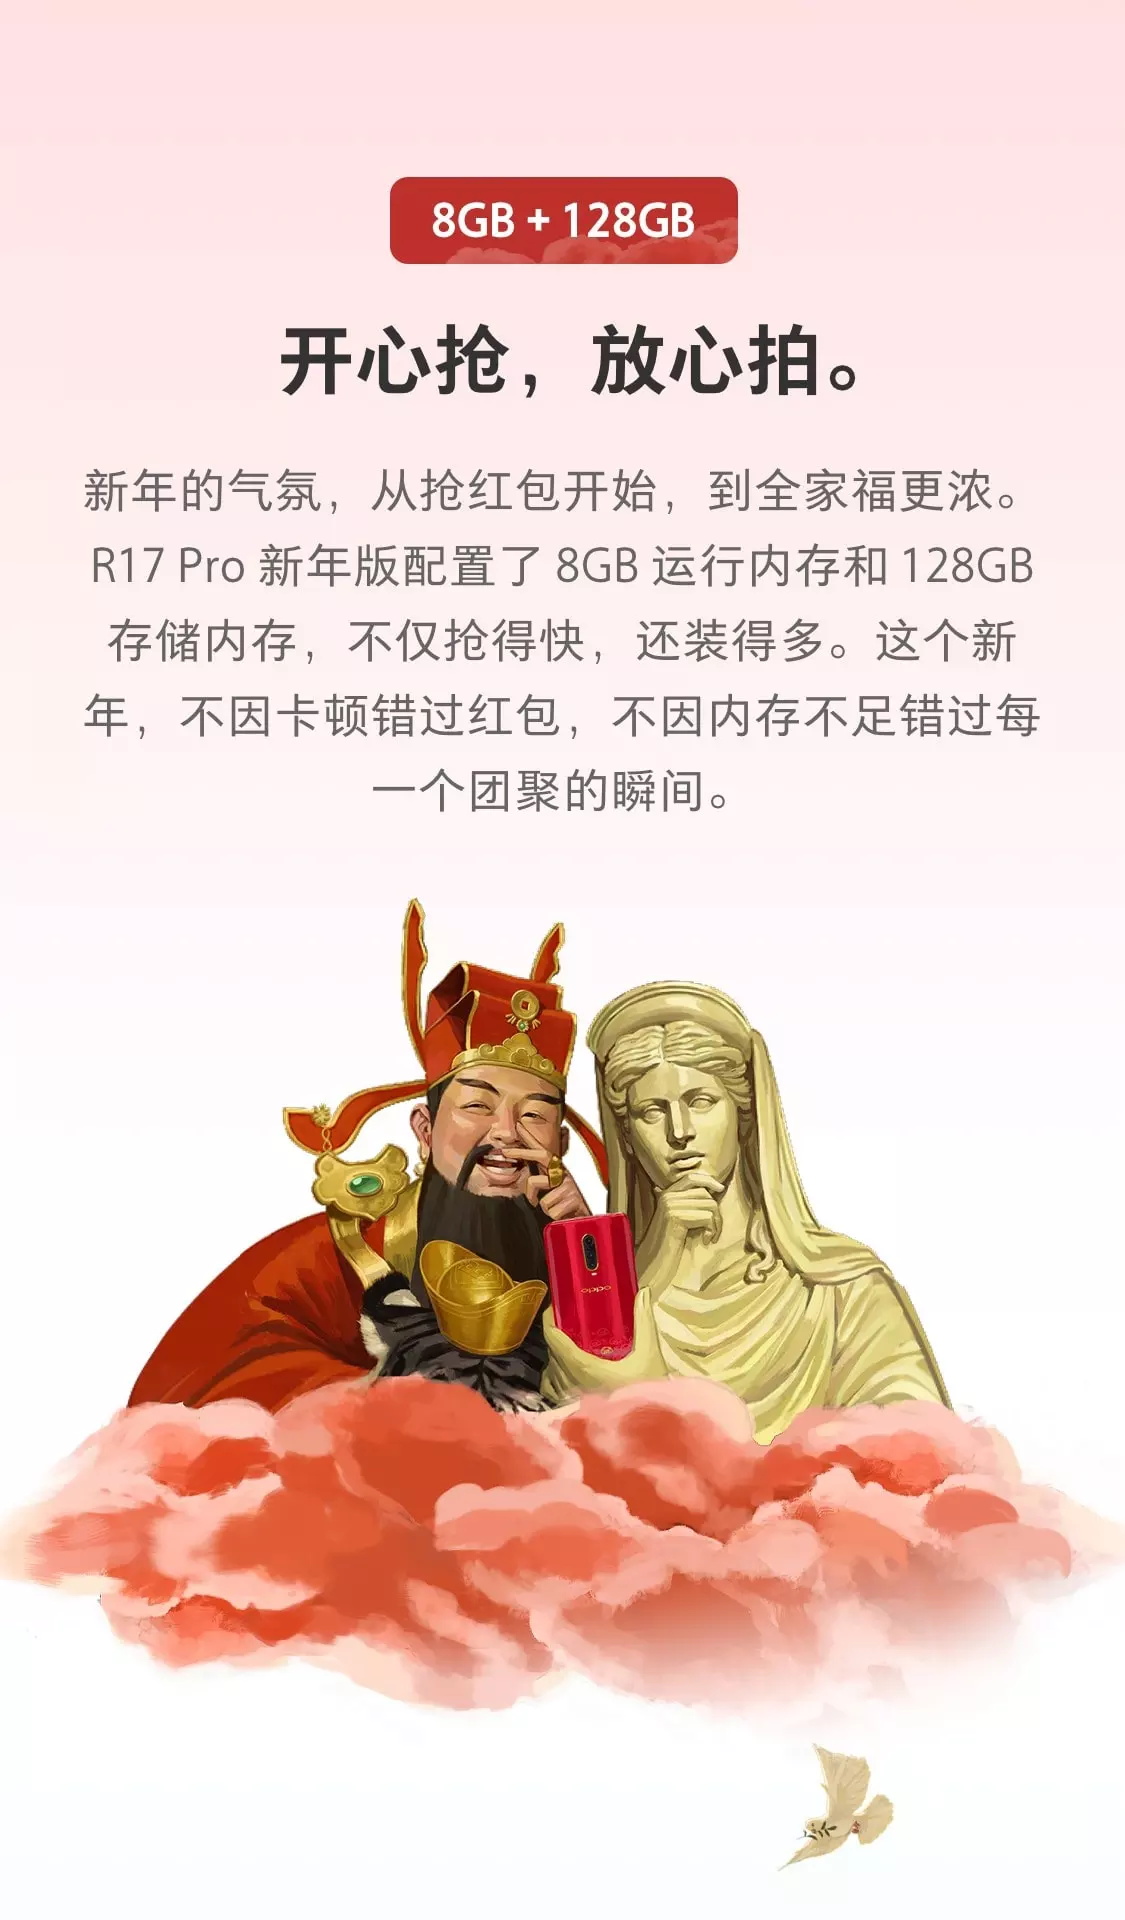 8GB + 128GB
开心抢，放心拍。
新年的气氛，从抢红包开始，到全家福更浓。
R17 Pro 新年版配置了 8GB 运行内存和 128GB
存储内存，不仅抢得快，还装得多。这个新
年，不因卡顿错过红包，不因内存不足错过每
一个团聚的瞬间。
oppo